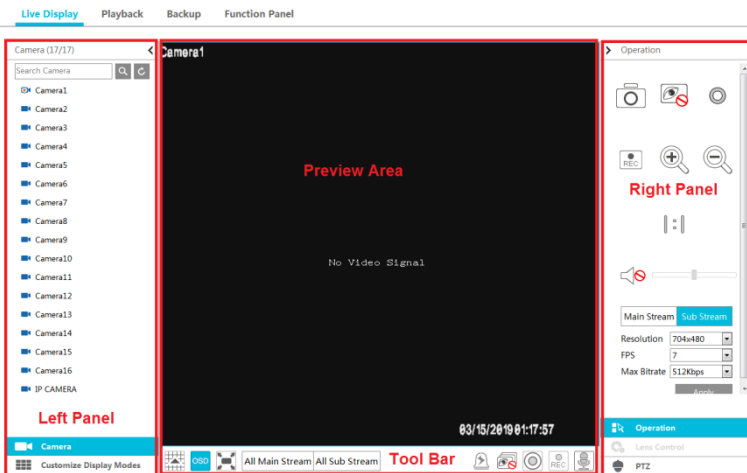 Live Display Playback Backup Function Panel
Camera (17/17)
Search Camera
Camera1
Camera2
Camera3
Camera4
Camera5
Camera6
Camera7
Camera8
Camera9
Camera10
Camera11
Camera12
Camera13
Camera14
Camera15
Camera16
IP CAMERA
Left Panel
Camera
Customize Display Modes
Camera1
Preview Area
No Video Signal
03/15/2019 01:17:57
OSD All Main Stream All Sub Stream Tool Bar REC
Operation
REC
Right Panel
1:1
Main Stream Sub Stream
Resolution 704x480
FPS 7
Max Bitrate 512Kbps
Apply
Operation
Lens Control
PTZ